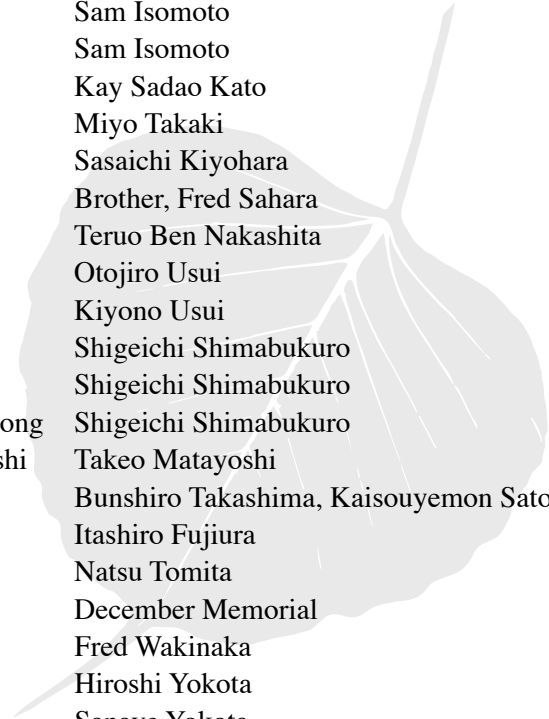 Sam Isomoto
Sam Isomoto
Kay Sadao Kato
Miyo Takaki
Sasaichi Kiyohara
Brother, Fred Sahara
Teruo Ben Nakashita
Otojiro Usui
Kiyono Usui
Shigeichi Shimabukuro
Shigeichi Shimabukuro
ong Shigeichi Shimabukuro
shi Takeo Matayoshi
Bunshiro Takashima, Kaisouyemon Sato
Itashiro Fujiura
Natsu Tomita
December Memorial
Fred Wakinaka
Hiroshi Yokota